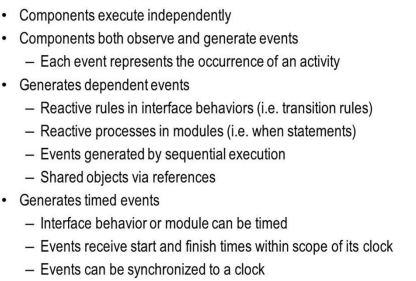 • Components execute independently
• Components both observe and generate events
– Each event represents the occurrence of an activity
• Generates dependent events
– Reactive rules in interface behaviors (i.e. transition rules)
– Reactive processes in modules (i.e. when statements)
– Events generated by sequential execution
– Shared objects via references
• Generates timed events
– Interface behavior or module can be timed
– Events receive start and finish times within scope of its clock
– Events can be synchronized to a clock